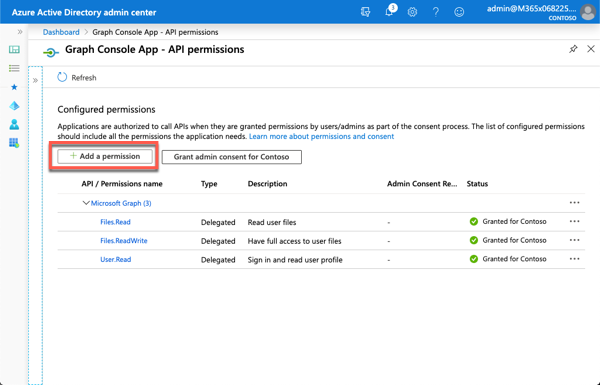 Azure Active Directory admin center
3
admin@M365x068225...
CONTOSO
Dashboard > Graph Console App - API permissions
Graph Console App - API permissions
Refresh
Configured permissions
Applications are authorized to call APIs when they are granted permissions by users/admins as part of the consent process. The list of configured permissions
should include all the permissions the application needs. Learn more about permissions and consent
+ Add a permission
Grant admin consent for Contoso
API / Permissions name Type Description Admin Consent Re... Status
Microsoft Graph (3) ...
Files.Read Delegated Read user files - Granted for Contoso ...
Files.ReadWrite Delegated Have full access to user files - Granted for Contoso ...
User.Read Delegated Sign in and read user profile - Granted for Contoso ...